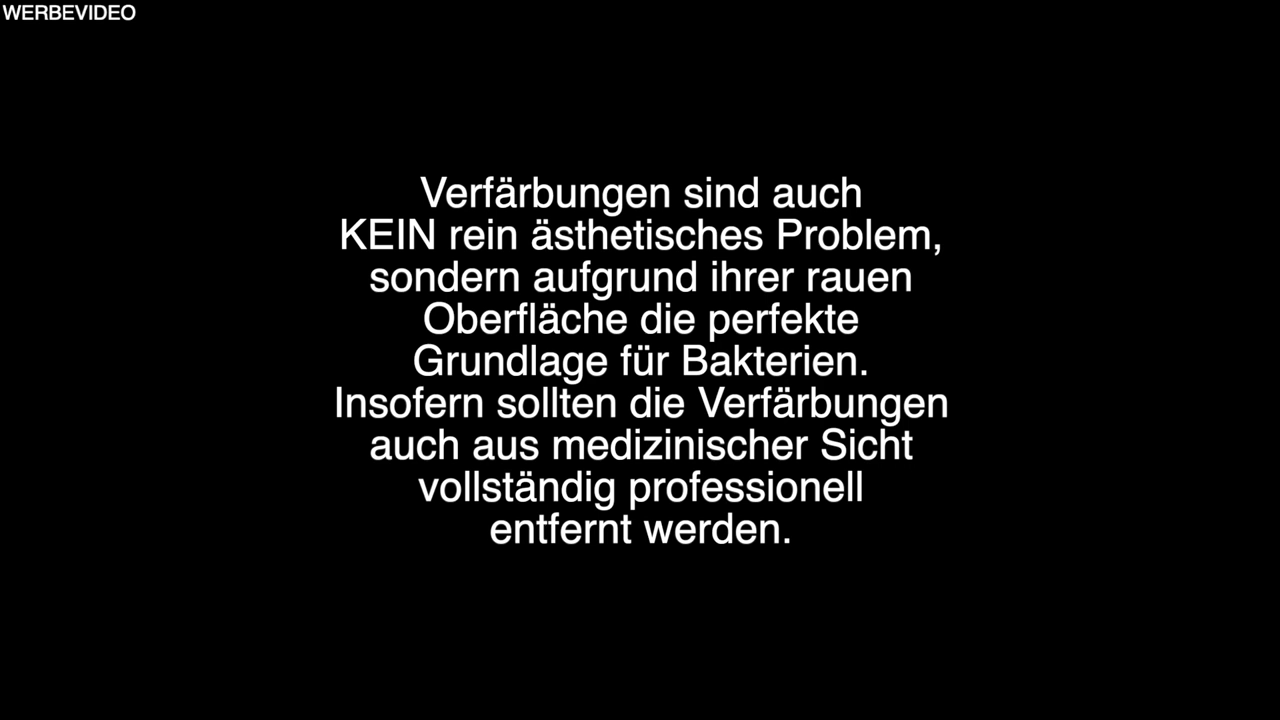 WERBEVIDEO
Verfärbungen sind auch
KEIN rein ästhetisches Problem,
sondern aufgrund ihrer rauen
Oberfläche die perfekte
Grundlage für Bakterien.
Insofern sollten die Verfärbungen
auch aus medizinischer Sicht
vollständig professionell
entfernt werden.